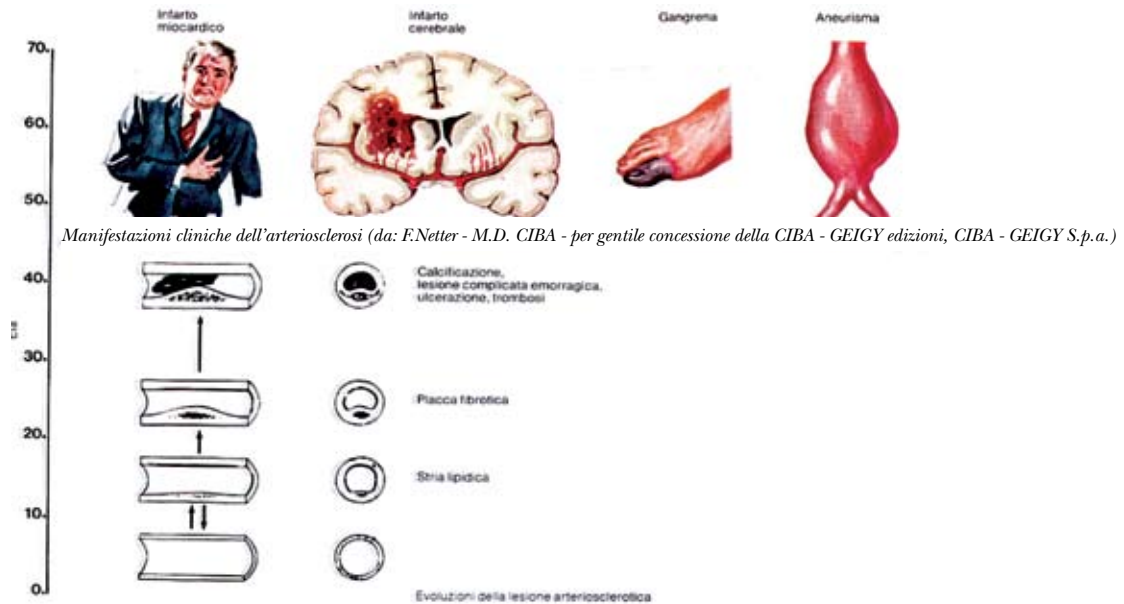 Infarto
miocardico
Infarto
cerebrale
Gangrena
Aneurisma
70.
60.
50.
Manifestazioni cliniche dell'arteriosclerosi (da: F.Netter - M.D. CIBA - per gentile concessione della CIBA - GEIGY edizioni, CIBA - GEIGY S.p.a.)
40.
Calcificazione,
lesione complicata emorragica,
ulcerazione, trombosi
30.
Placca fibrotica
20.
Stria lipidica
10.
0.
Evoluzioni della lesione arteriosclerotica